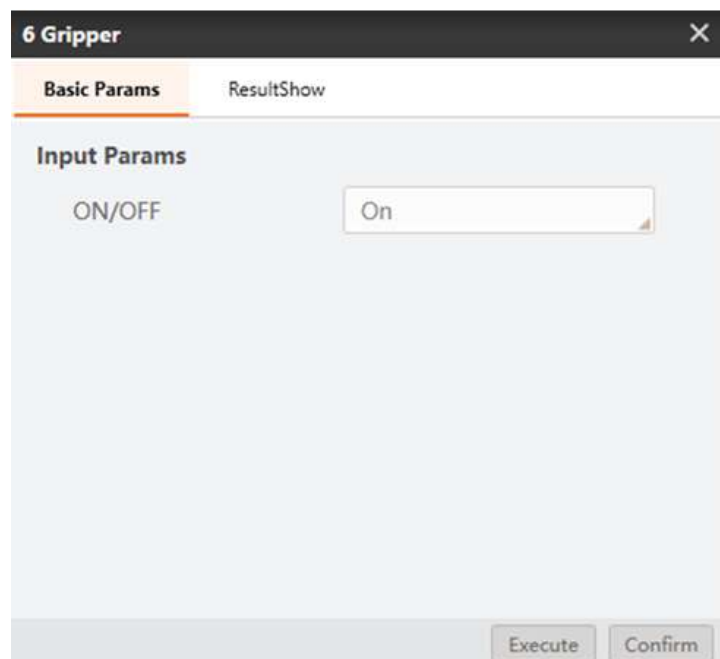 6 Gripper
Basic Params ResultShow
Input Params
ON/OFF On
Execute Confirm